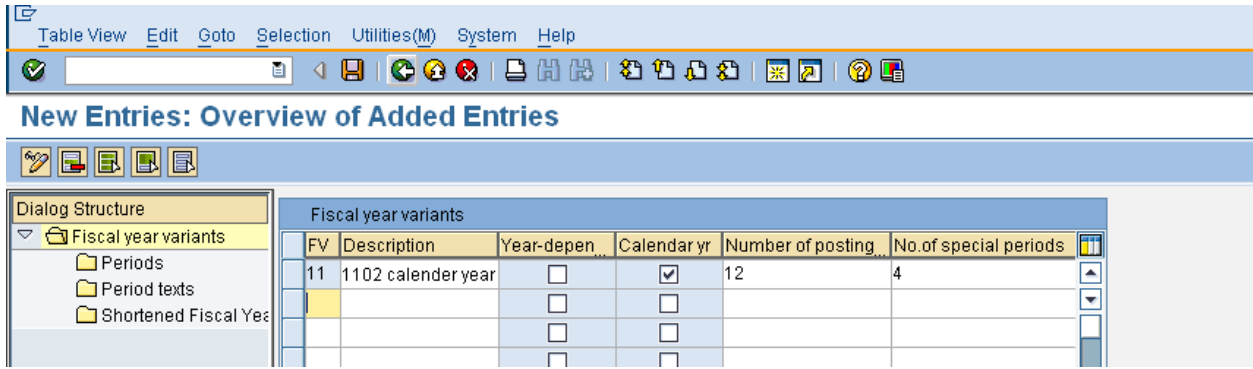 Table View Edit Goto Selection Utilities(M) System Help
New Entries: Overview of Added Entries
Dialog Structure
Fiscal year variants
Periods
Period texts
Shortened Fiscal Yea
Fiscal year variants
FV Description Year-depen... Calendar yr Number of posting... No.of special periods
11 1102 calender year 12 4